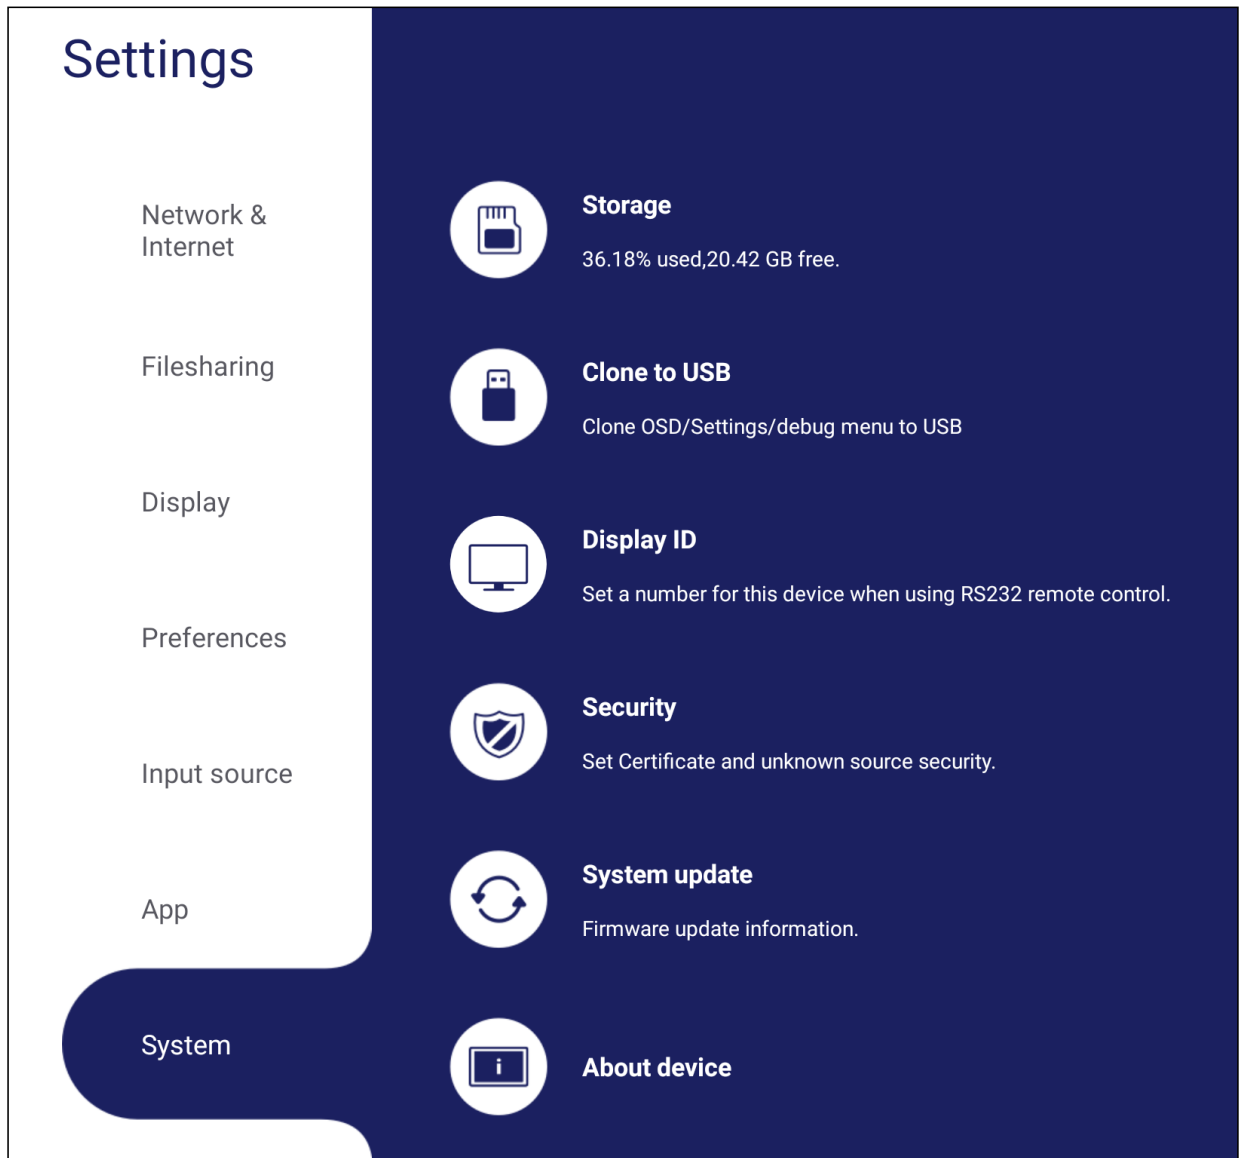 Settings
Network &
Internet
Filesharing
Display
Preferences
Input source
App
System
Storage
36.18% used,20.42 GB free.
Clone to USB
Clone OSD/Settings/debug menu to USB
Display ID
Set a number for this device when using RS232 remote control.
Security
Set Certificate and unknown source security.
System update
Firmware update information.
i
About device